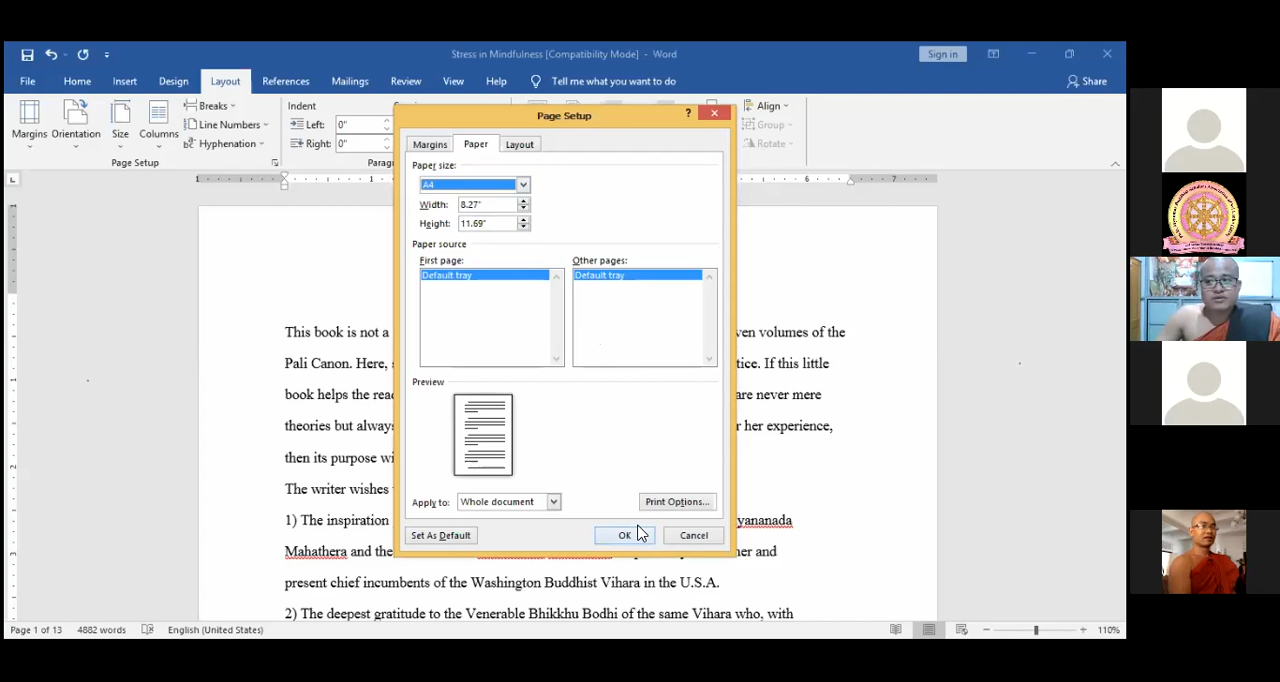 Stress in Mindfulness [Compatibility Mode] - Word
Sign in
File Home Insert Design Layout References Mailings Review View Help Tell me what you want to do
Share
Margins Orientation Size Columns
Breaks
Line Numbers
Hyphenation
Page Setup
Indent
Left: 0"
Right: 0"
Align
Group
Rotate
L
1 1 6 7
Page Setup
?
Margins Paper Layout
Paper size:
A4
Width: 8.27"
Height: 11.69"
Paper source
First page: Other pages:
Default tray Default tray
Preview
Apply to: Whole document Print Options...
Set As Default OK Cancel
This book is not a ven volumes of the
Pali Canon. Here, tice. If this little
book helps the rea are never mere
theories but alway r her experience,
then its purpose wi
The writer wishes
1) The inspiration yananada
Mahathera and the her and
present chief incumbents of the Washington Buddhist Vihara in the U.S.A.
2) The deepest gratitude to the Venerable Bhikkhu Bodhi of the same Vihara who, with
Page 1 of 13 4882 words English (United States) 110%